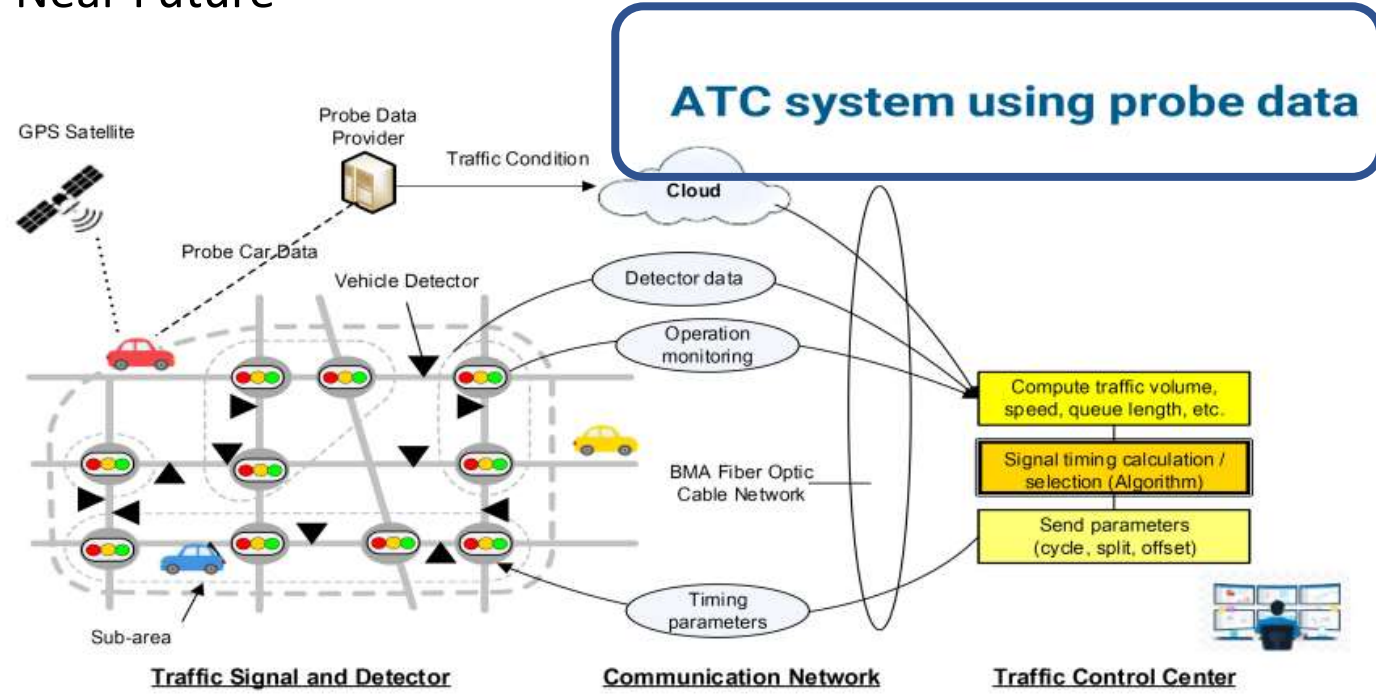 Near Future
ATC system using probe data
GPS Satellite
Probe Data
Provider
Traffic Condition
Cloud
Probe Car Data
Vehicle Detector
Detector data
Operation
monitoring
Compute traffic volume,
speed, queue length, etc.
BMA Fiber Optic
Cable Network
Signal timing calculation /
selection (Algorithm)
Send parameters
(cycle, split, offset)
Timing
parameters
Sub-area
Traffic Signal and Detector
Communication Network
Traffic Control Center